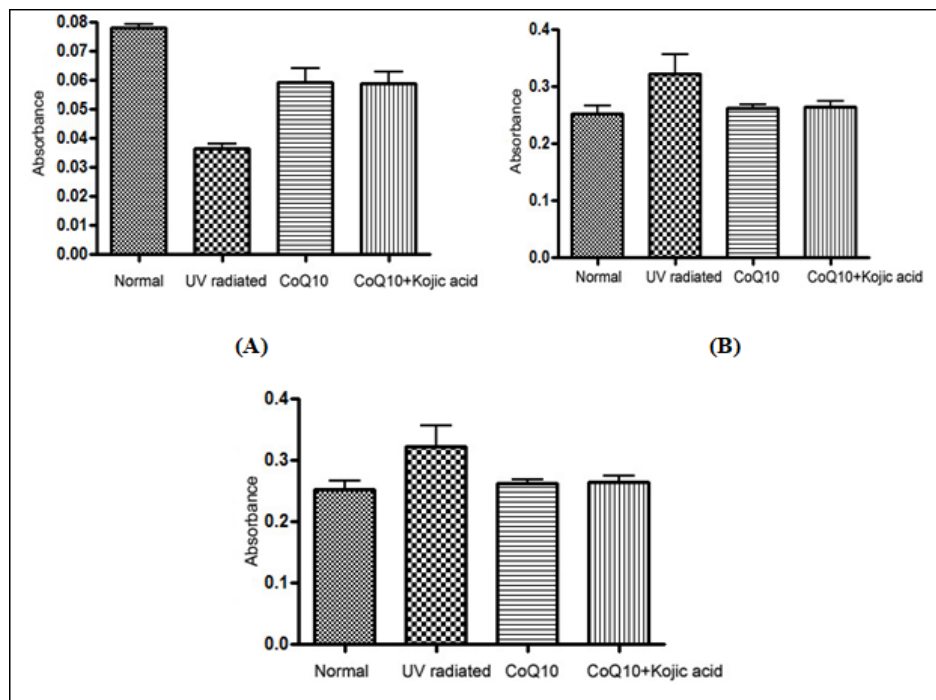 0.08
0.07
0.06
0.05
0.04
0.03
0.02
0.01
0.00
Absorbance
Normal UV radiated CoQ10 CoQ10+Kojic acid
(A)
0.4
0.3
0.2
0.1
0.0
Absorbance
Normal UV radiated CoQ10 CoQ10+Kojic acid
(B)
0.4
0.3
0.2
0.1
0.0
Absorbance
Normal UV radiated CoQ10 CoQ10+Kojic acid